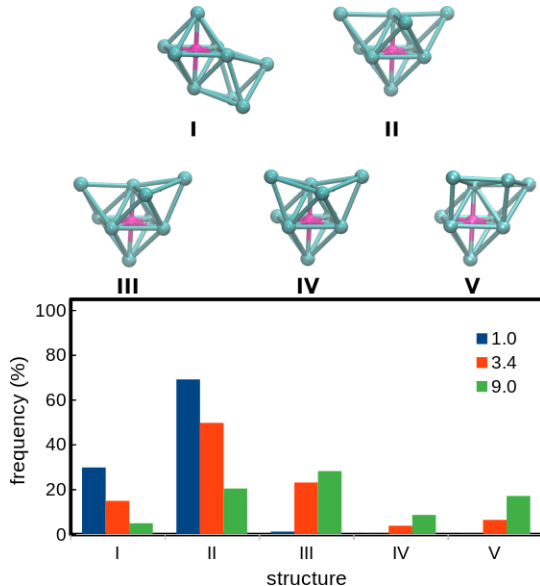 I II
III IV V
100
80
60
40
20
0
frequency (%)
1.0
3.4
9.0
I II III IV V
structure